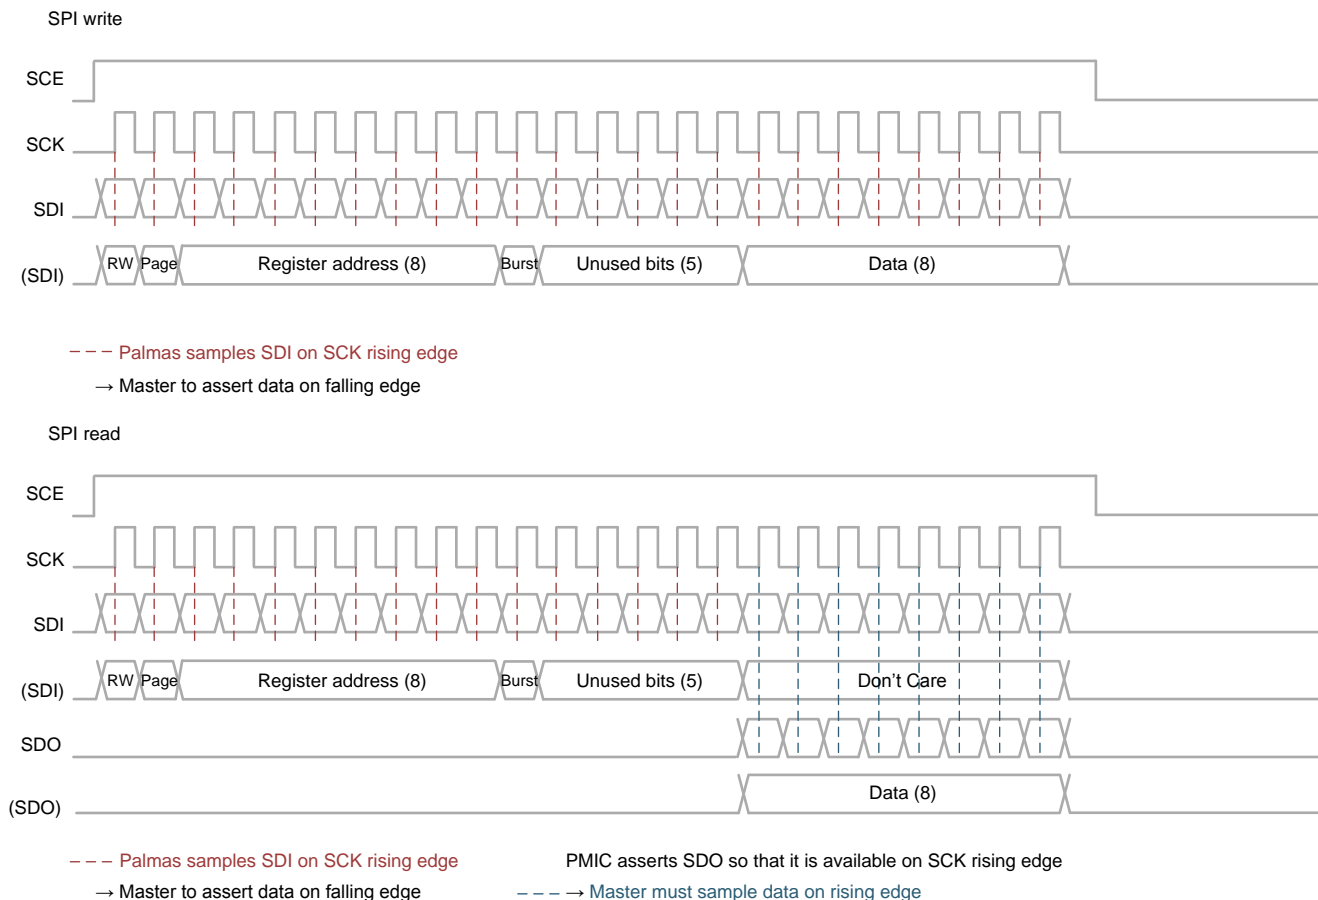 SPI write
SCE
SCK
SDI
(SDI) RW Page Register address (8) Burst Unused bits (5) Data (8)
--- Palmas samples SDI on SCK rising edge
→ Master to assert data on falling edge
SPI read
SCE
SCK
SDI
(SDI) RW Page Register address (8) Burst Unused bits (5) Don't Care
SDO
(SDO) Data (8)
--- Palmas samples SDI on SCK rising edge PMIC asserts SDO so that it is available on SCK rising edge
→ Master to assert data on falling edge --- → Master must sample data on rising edge